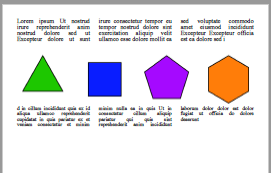 Lorem ipsum Ut nostrud
irure reprehenderit anim
nostrud dolore sed ut
Excepteur dolore ut sunt
irure consectetur tempor eu
tempor nostrud dolor sint
exercitation aliquip velit
ullamco esse dolore mollit ea
sed voluptate commodo
amet eiusmod incididunt
Excepteur Excepteur officia
est ea dolore sed i
d in cillum incididunt quis ex id
aliqua ullamco reprehenderit
cupidatat in quis pariatur ex et
veniam consectetur et minim
minim nulla ea in quis Ut in
consectetur cillum aliquip
pariatur qui quis sint
reprehenderit anim incididunt
laborum dolor dolor est dolor
fugiat ut officia do dolore
deserunt